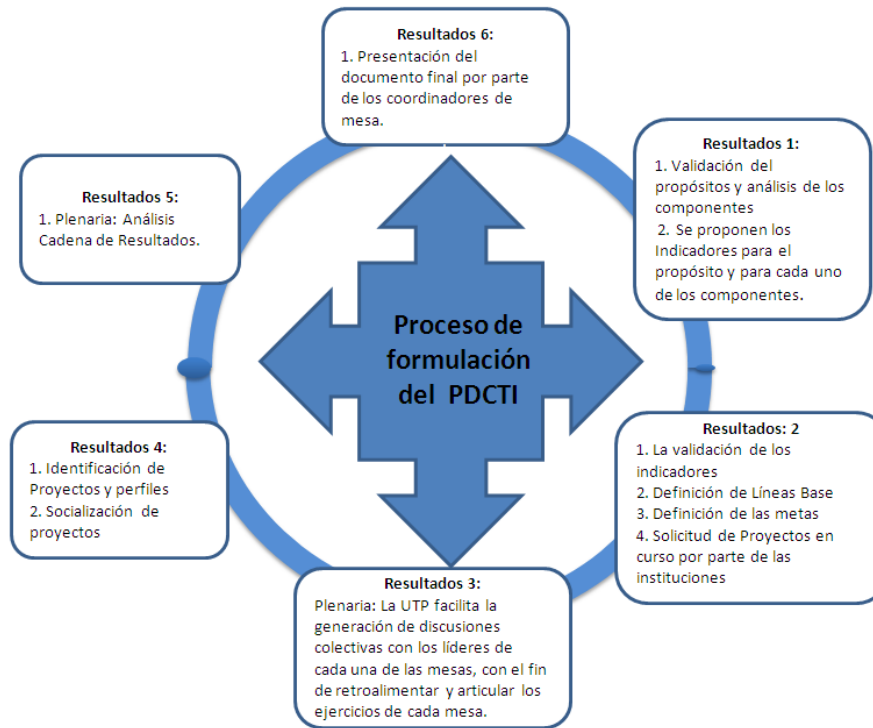 Resultados 6:
1. Presentación del
documento final por parte
de los coordinadores de
mesa.
Resultados 1:
1. Validación del
propósitos y análisis de los
componentes
2. Se proponen los
Indicadores para el
propósito y para cada uno
de los componentes.
Resultados 5:
1. Plenaria: Análisis
Cadena de Resultados.
Proceso de
formulación
del PDCTI
Resultados 4:
1. Identificación de
Proyectos y perfiles
2. Socialización de
proyectos
Resultados: 2
1. La validación de los
indicadores
2. Definición de Líneas Base
3. Definición de las metas
4. Solicitud de Proyectos en
curso por parte de las
instituciones
Resultados 3:
Plenaria: La UTP facilita la
generación de discusiones
colectivas con los líderes de
cada una de las mesas, con el fin
de retroalimentar y articular los
ejercicios de cada mesa.